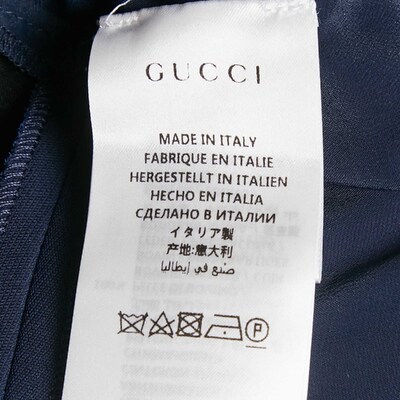 GUCCI
MADE IN ITALY
FABRIQUE EN ITALIE
HERGESTELLT IN ITALIEN
HECHO EN ITALIA
СДЕЛАНО В ИТАЛИИ
イタリア製
产地:意大利
صنع في إيطاليا
P